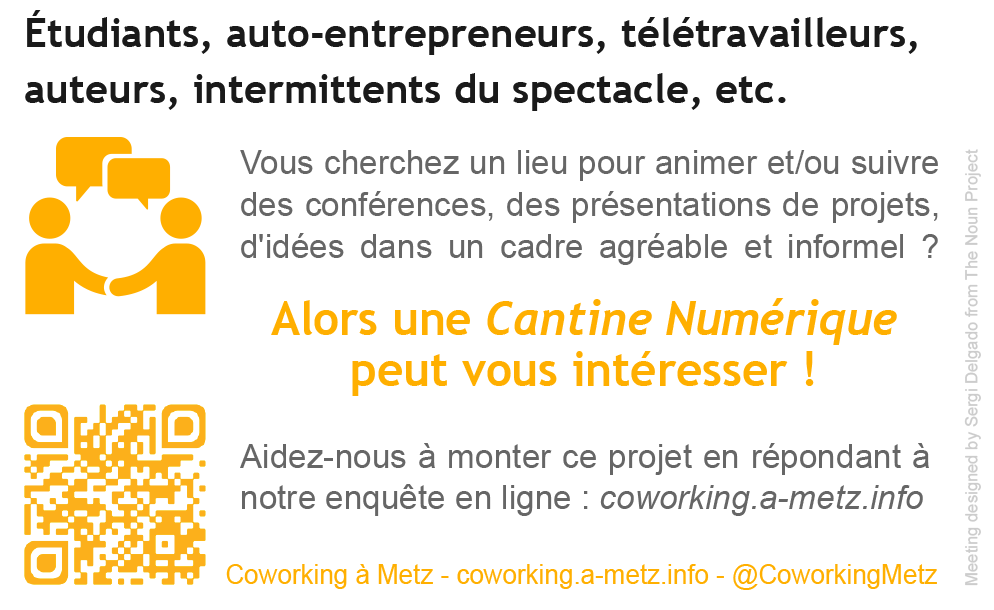 Étudiants, auto-entrepreneurs, télétravailleurs,
auteurs, intermittents du spectacle, etc.
Vous cherchez un lieu pour animer et/ou suivre
des conférences, des présentations de projets,
d'idées dans un cadre agréable et informel ?
Alors une Cantine Numérique
peut vous intéresser !
Aidez-nous à monter ce projet en répondant à
notre enquête en ligne : coworking.a-metz.info
Coworking à Metz - coworking.a-metz.info - @CoworkingMetz
Meeting designed by Sergi Delgado from The Noun Project